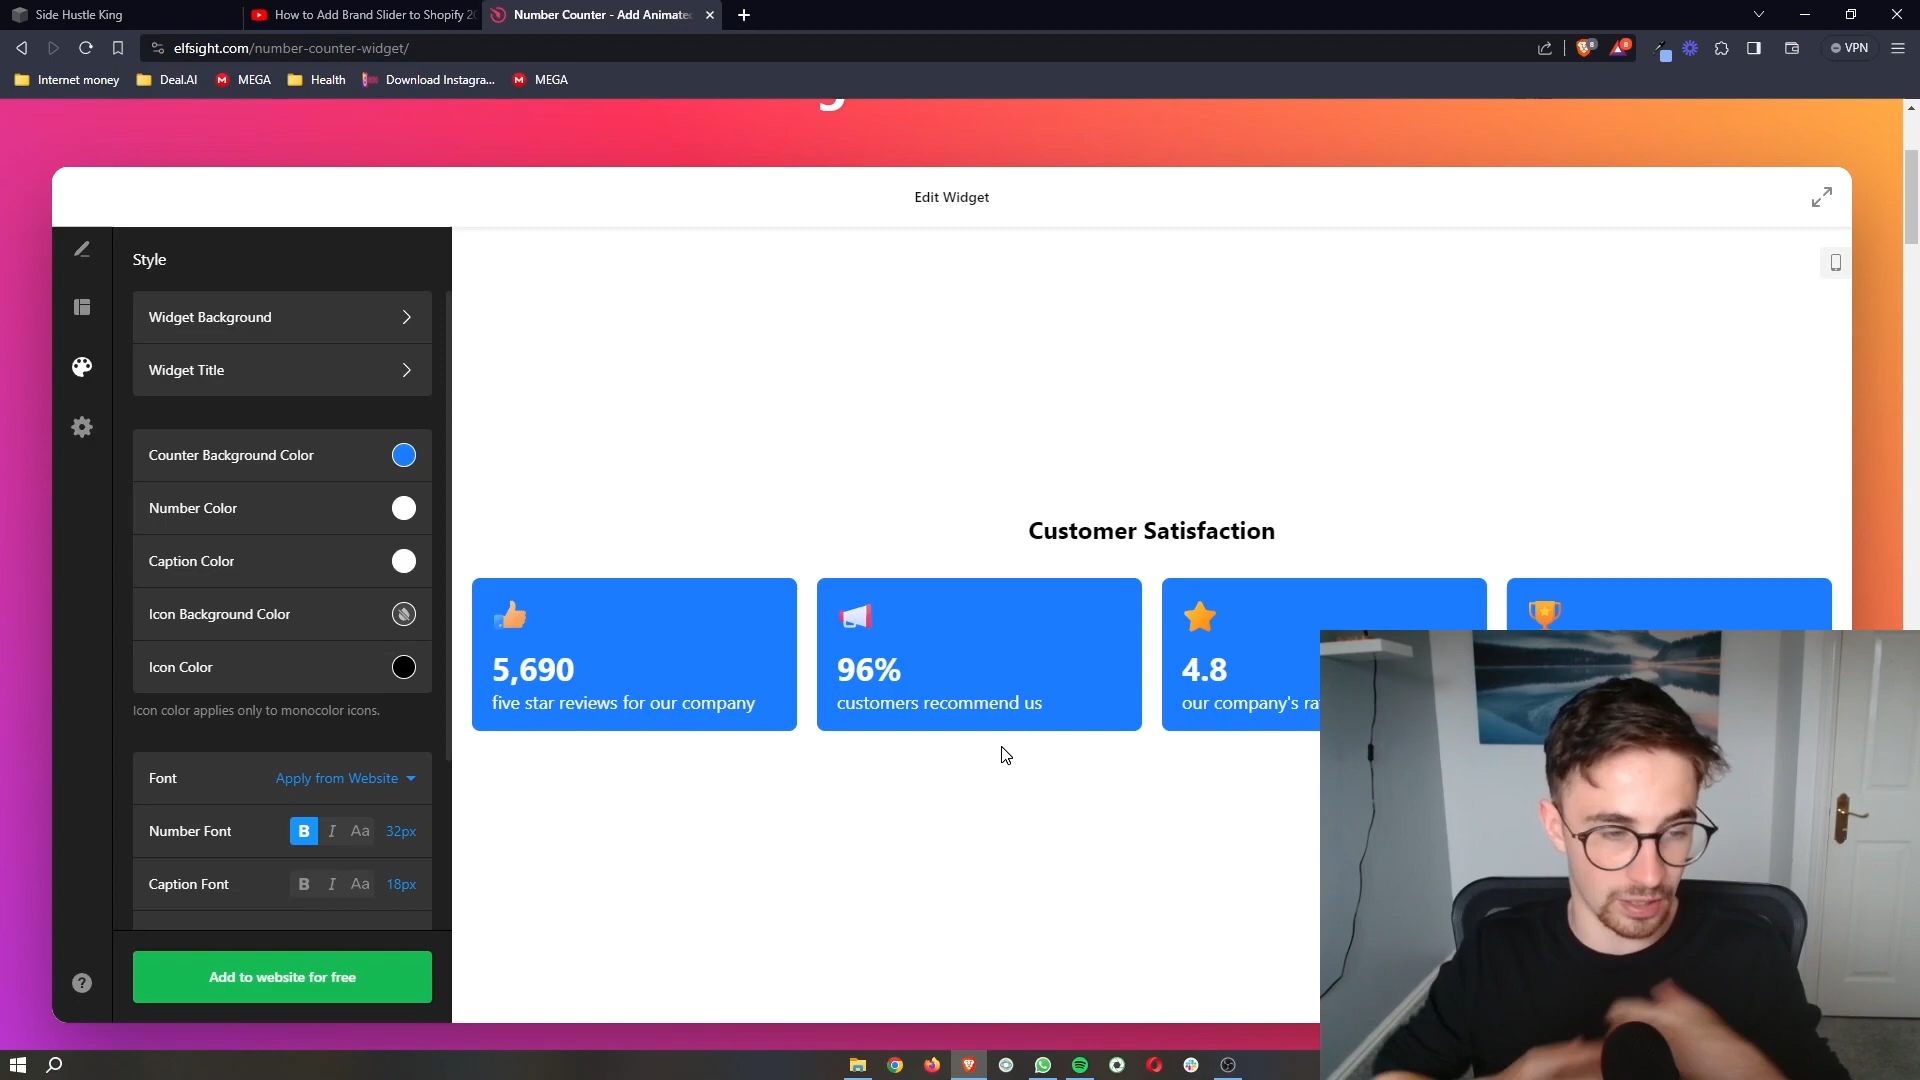 Side Hustle King
How to Add Brand Slider to Shopify 20
Number Counter - Add Animated
elfsight.com/number-counter-widget/
VPN
Internet money
Deal.AI
MEGA
Health
Download Instagra...
MEGA
Edit Widget
Style
Widget Background
Widget Title
Counter Background Color
Number Color
Caption Color
Icon Background Color
Icon Color
Icon color applies only to monocolor icons.
Font Apply from Website
Number Font B I Aa 32px
Caption Font B I Aa 18px
Add to website for free
Customer Satisfaction
5,690
five star reviews for our company
96%
customers recommend us
4.8
our company's ra